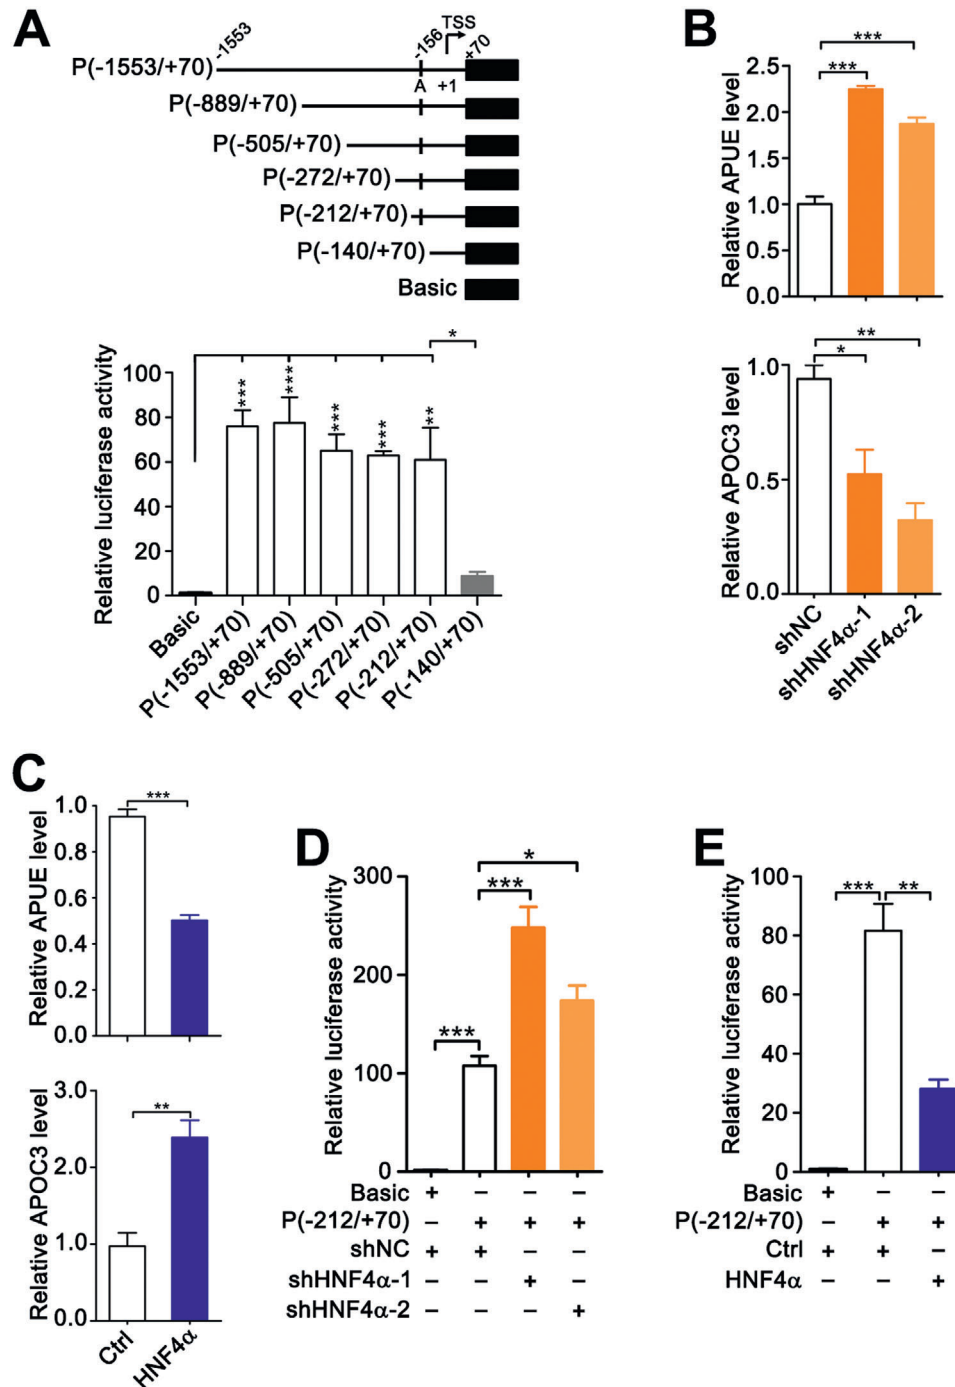 A
-1553
-156
TSS
+70
P(-1553/+70)
A
+1
P(-889/+70)
P(-505/+70)
P(-272/+70)
P(-212/+70)
P(-140/+70)
Basic
Relative luciferase activity
100
80
60
40
20
0
***
***
***
***
**
*
Basic
P(-1553/+70)
P(-889/+70)
P(-505/+70)
P(-272/+70)
P(-212/+70)
P(-140/+70)
B
Relative APUE level
2.5
2.0
1.5
1.0
0.5
0.0
***
***
Relative APOC3 level
1.0
0.5
0.0
**
*
shNC
shHNF4α-1
shHNF4α-2
C
Relative APUE level
1.0
0.8
0.6
0.4
0.2
0.0
***
Relative APOC3 level
3.0
2.0
1.0
0.0
**
Ctrl
HNF4α
D
Relative luciferase activity
300
200
100
0
*
***
***
Basic + – – –
P(-212/+70) – + + +
shNC + + – –
shHNF4α-1 – – + –
shHNF4α-2 – – – +
E
Relative luciferase activity
100
80
60
40
20
0
*** **
Basic + – –
P(-212/+70) – + +
Ctrl + + –
HNF4α – – +